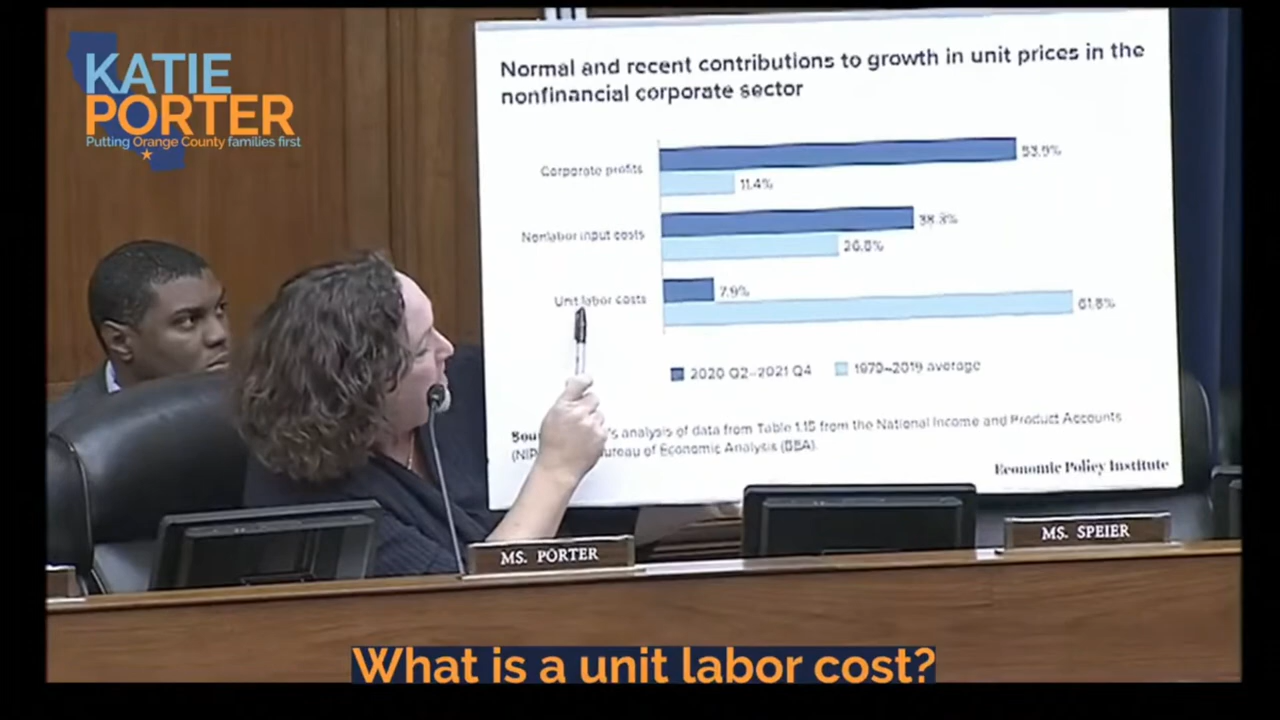 KATIE
PORTER
Putting Orange County families first
Normal and recent contributions to growth in unit prices in the
nonfinancial corporate sector
Corporate profits
53.9%
11.4%
Nonlabor input costs
38.3%
26.8%
Unit labor costs
7.9%
61.8%
2020 Q2–2021 Q4
1970–2019 average
Sou 's analysis of data from Table 1.15 from the National Income and Product Accounts
(NIP ureau of Economic Analysis (BEA).
Economic Policy Institute
MS. PORTER
MS. SPEIER
What is a unit labor cost?